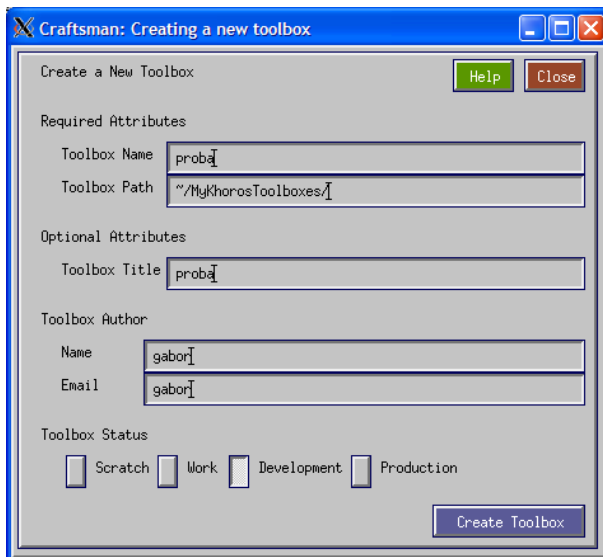 Craftsman: Creating a new toolbox
Create a New Toolbox Help Close
Required Attributes
Toolbox Name proba
Toolbox Path ~/MyKhorosToolboxes/
Optional Attributes
Toolbox Title proba
Toolbox Author
Name gabor
Email gabor
Toolbox Status
Scratch Work Development Production
Create Toolbox